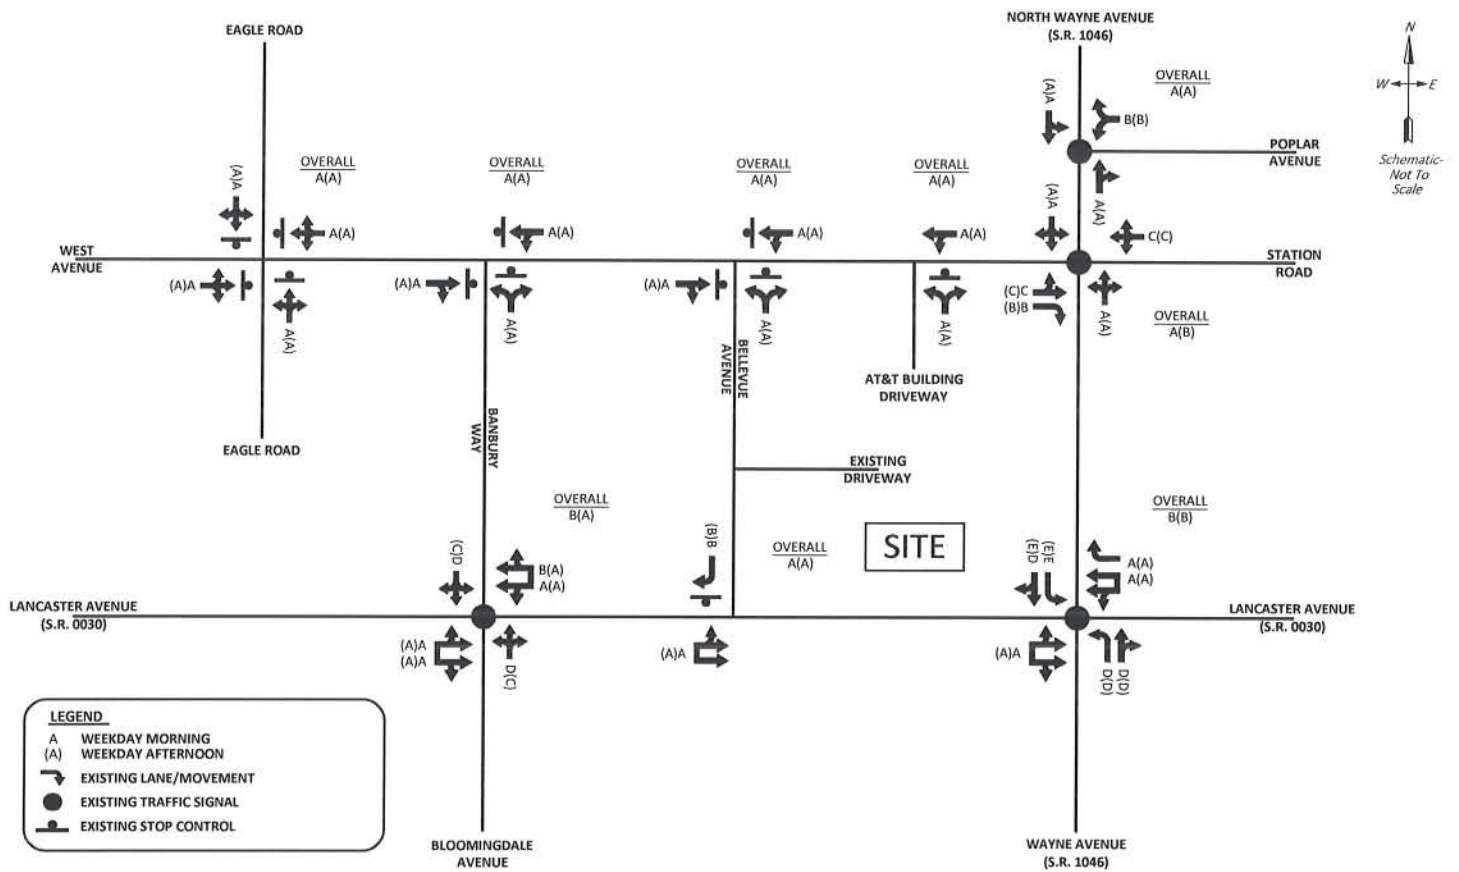 NORTH WAYNE AVENUE
(S.R. 1046)
EAGLE ROAD
N
W E
Schematic-
Not To
Scale
OVERALL
A(A)
(A)A
B(B)
POPLAR
AVENUE
A(A)
OVERALL
A(A)
OVERALL
A(A)
OVERALL
A(A)
OVERALL
A(A)
(A)A
(A)A
A(A)
A(A)
A(A)
A(A)
C(C)
WEST
AVENUE
STATION
ROAD
(A)A
(A)A
(A)A
(C)C
(B)B
A(A)
A(A)
A(A)
A(A)
A(A)
OVERALL
A(B)
BELLEVUE
AVENUE
AT&T BUILDING
DRIVEWAY
BANBURY
WAY
EAGLE ROAD
EXISTING
DRIVEWAY
OVERALL
B(A)
OVERALL
A(A)
SITE
OVERALL
B(B)
(C)D
B(A)
A(A)
(B)B
(E)D
(E)E
A(A)
A(A)
LANCASTER AVENUE
(S.R. 0030)
LANCASTER AVENUE
(S.R. 0030)
(A)A
(A)A
D(C)
(A)A
(A)A
D(D)
D(D)
LEGEND
A WEEKDAY MORNING
(A) WEEKDAY AFTERNOON
EXISTING LANE/MOVEMENT
EXISTING TRAFFIC SIGNAL
EXISTING STOP CONTROL
BLOOMINGDALE
AVENUE
WAYNE AVENUE
(S.R. 1046)